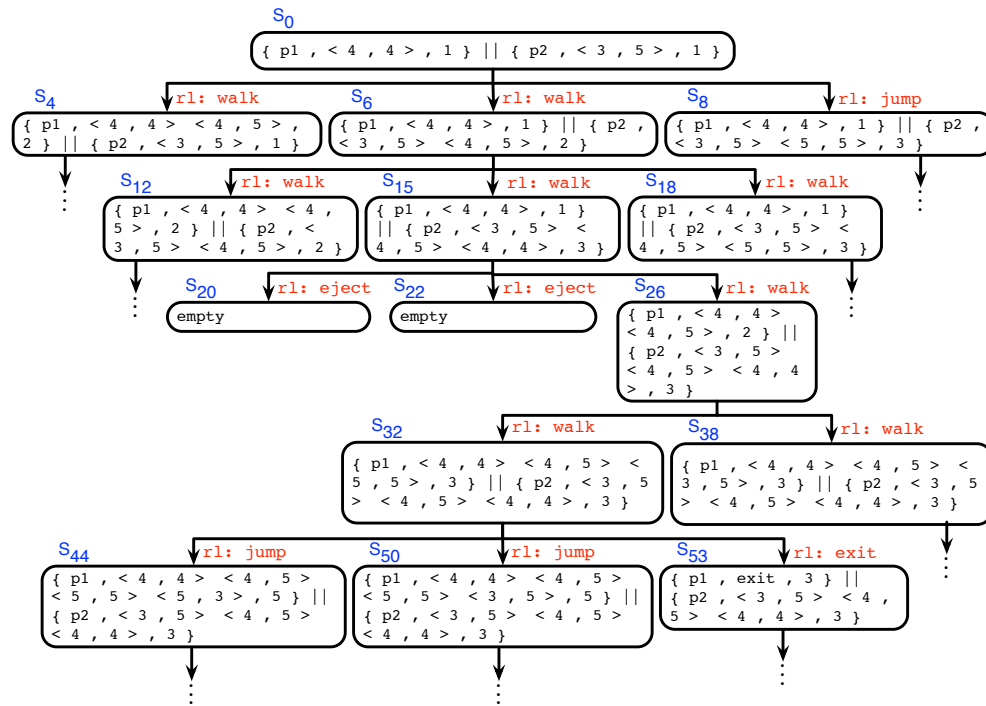 S0
{ p1 , < 4 , 4 > , 1 } || { p2 , < 3 , 5 > , 1 }
S4
rl: walk
S6
rl: walk
S8
rl: jump
{ p1 , < 4 , 4 > < 4 , 5 > ,
2 } || { p2 , < 3 , 5 > , 1 }
{ p1 , < 4 , 4 > , 1 } || { p2 ,
< 3 , 5 > < 4 , 5 > , 2 }
{ p1 , < 4 , 4 > , 1 } || { p2 ,
< 3 , 5 > < 5 , 5 > , 3 }
S12
rl: walk
S15
rl: walk
S18
rl: walk
{ p1 , < 4 , 4 > < 4 ,
5 > , 2 } || { p2 , <
3 , 5 > < 4 , 5 > , 2 }
{ p1 , < 4 , 4 > , 1 }
|| { p2 , < 3 , 5 > <
4 , 5 > < 4 , 4 > , 3 }
{ p1 , < 4 , 4 > , 1 }
|| { p2 , < 3 , 5 > <
4 , 5 > < 5 , 5 > , 3 }
S20
rl: eject
S22
rl: eject
S26
rl: walk
empty
empty
{ p1 , < 4 , 4 >
< 4 , 5 > , 2 } ||
{ p2 , < 3 , 5 >
< 4 , 5 > < 4 , 4
> , 3 }
S32
rl: walk
S38
rl: walk
{ p1 , < 4 , 4 > < 4 , 5 > <
5 , 5 > , 3 } || { p2 , < 3 , 5
> < 4 , 5 > < 4 , 4 > , 3 }
{ p1 , < 4 , 4 > < 4 , 5 > <
3 , 5 > , 3 } || { p2 , < 3 , 5
> < 4 , 5 > < 4 , 4 > , 3 }
S44
rl: jump
S50
rl: jump
S53
rl: exit
{ p1 , < 4 , 4 > < 4 , 5 >
< 5 , 5 > < 5 , 3 > , 5 } ||
{ p2 , < 3 , 5 > < 4 , 5 >
< 4 , 4 > , 3 }
{ p1 , < 4 , 4 > < 4 , 5 >
< 5 , 5 > < 3 , 5 > , 5 } ||
{ p2 , < 3 , 5 > < 4 , 5 >
< 4 , 4 > , 3 }
{ p1 , exit , 3 } ||
{ p2 , < 3 , 5 > < 4 ,
5 > < 4 , 4 > , 3 }